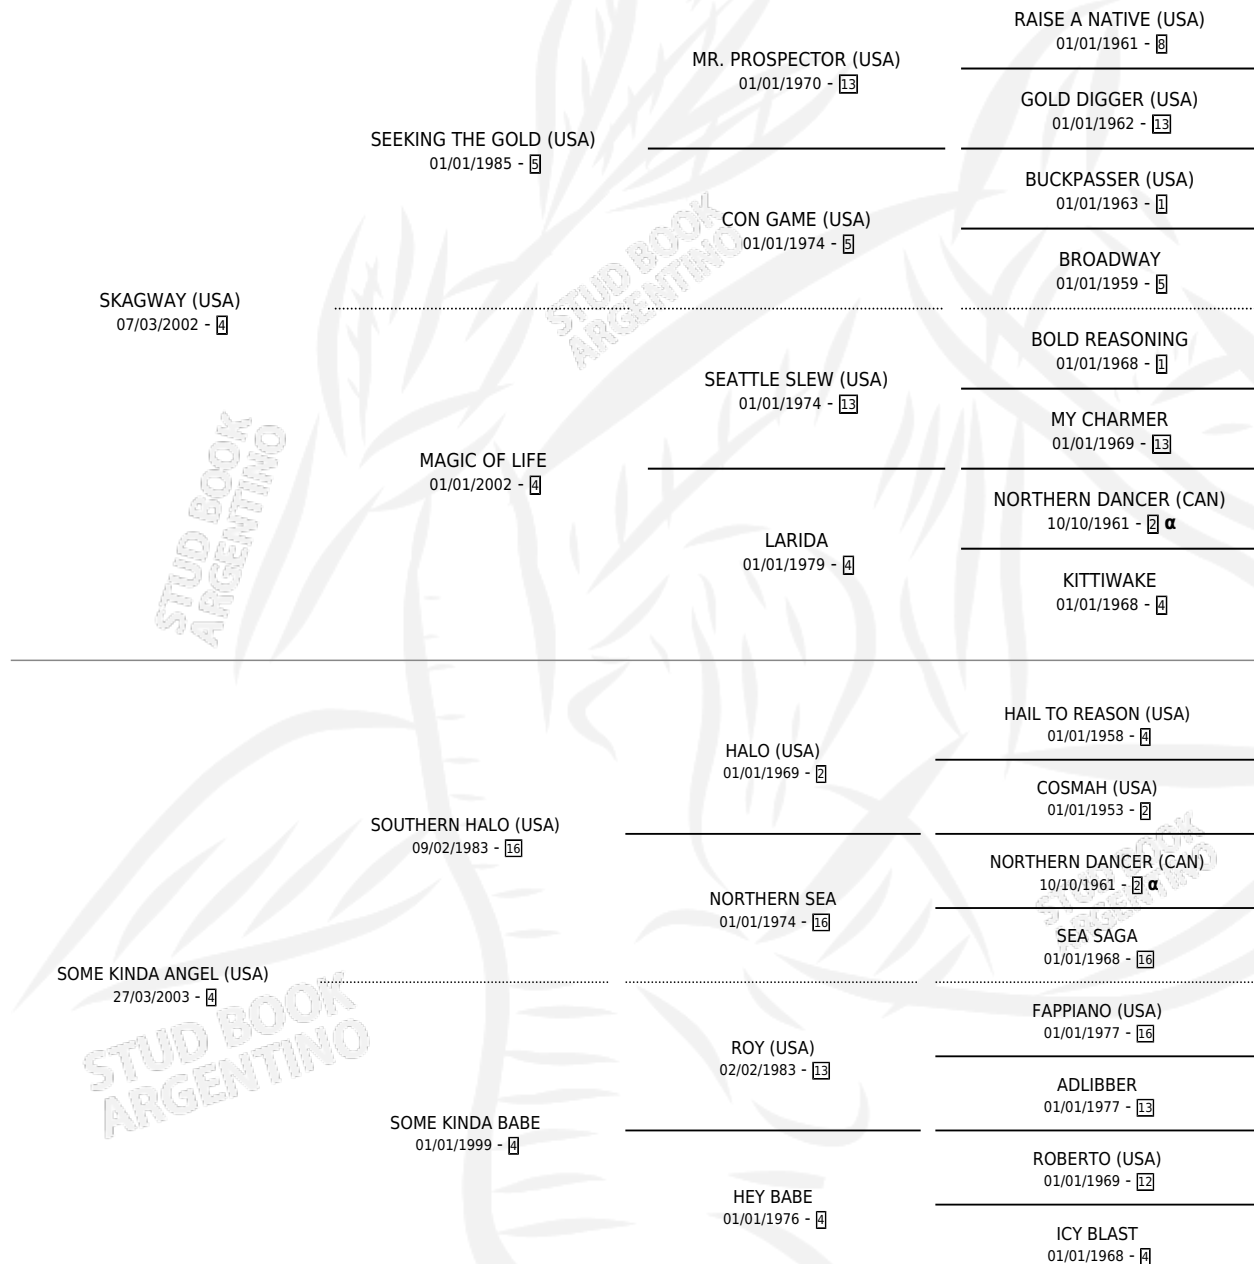 RAISE A NATIVE (USA)
01/01/1961 - 8
MR. PROSPECTOR (USA)
01/01/1970 - 13
GOLD DIGGER (USA)
01/01/1962 - 13
SEEKING THE GOLD (USA)
01/01/1985 - 5
BUCKPASSER (USA)
01/01/1963 - 1
CON GAME (USA)
01/01/1974 - 5
BROADWAY
01/01/1959 - 5
SKAGWAY (USA)
07/03/2002 - 4
BOLD REASONING
01/01/1968 - 1
SEATTLE SLEW (USA)
01/01/1974 - 13
MY CHARMER
01/01/1969 - 13
MAGIC OF LIFE
01/01/2002 - 4
NORTHERN DANCER (CAN)
10/10/1961 - 2 α
LARIDA
01/01/1979 - 4
KITTIWAKE
01/01/1968 - 4
HAIL TO REASON (USA)
01/01/1958 - 4
HALO (USA)
01/01/1969 - 2
COSMAH (USA)
01/01/1953 - 2
SOUTHERN HALO (USA)
09/02/1983 - 16
NORTHERN DANCER (CAN)
10/10/1961 - 2 α
NORTHERN SEA
01/01/1974 - 16
SEA SAGA
01/01/1968 - 16
SOME KINDA ANGEL (USA)
27/03/2003 - 4
FAPPIANO (USA)
01/01/1977 - 16
ROY (USA)
02/02/1983 - 13
ADLIBBER
01/01/1977 - 13
SOME KINDA BABE
01/01/1999 - 4
ROBERTO (USA)
01/01/1969 - 12
HEY BABE
01/01/1976 - 4
ICY BLAST
01/01/1968 - 4
STUD BOOK
ARGENTINO
STUD BOOK
ARGENTINO
STUD BOOK
ARGENTINO
STUD BOOK
ARGENTINO